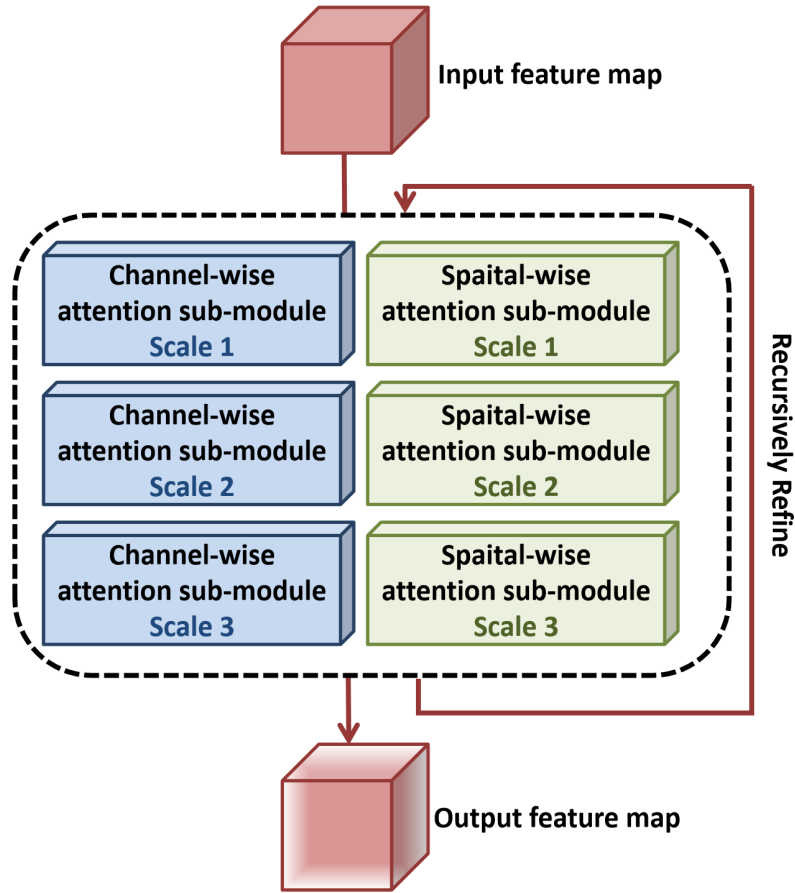 Input feature map
Channel-wise
attention sub-module
Scale 1
Spaital-wise
attention sub-module
Scale 1
Channel-wise
attention sub-module
Scale 2
Spaital-wise
attention sub-module
Scale 2
Channel-wise
attention sub-module
Scale 3
Spaital-wise
attention sub-module
Scale 3
Recursively Refine
Output feature map